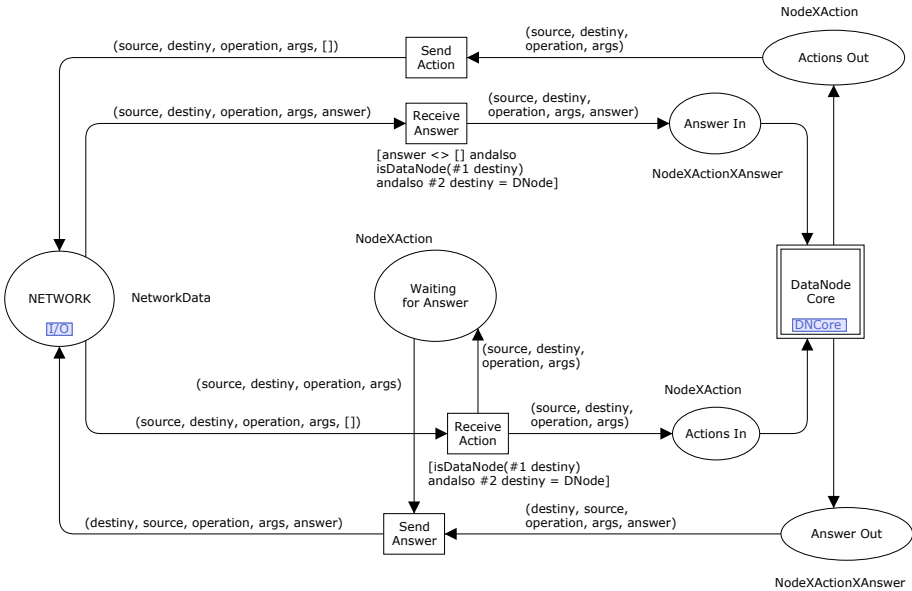 NodeXAction
(source, destiny, operation, args, [])
Send
Action
(source, destiny,
operation, args)
Actions Out
(source, destiny, operation, args, answer)
Receive
Answer
(source, destiny,
operation, args, answer)
Answer In
[answer <> [] andalso
isDataNode(#1 destiny)
andalso #2 destiny = DNode]
NodeXActionXAnswer
NodeXAction
NETWORK
I/O
NetworkData
Waiting
for Answer
DataNode
Core
DNCore
(source, destiny,
operation, args)
(source, destiny, operation, args)
NodeXAction
(source, destiny, operation, args, [])
Receive
Action
(source, destiny,
operation, args)
Actions In
[isDataNode(#1 destiny)
andalso #2 destiny = DNode]
(destiny, source, operation, args, answer)
Send
Answer
(destiny, source,
operation, args, answer)
Answer Out
NodeXActionXAnswer